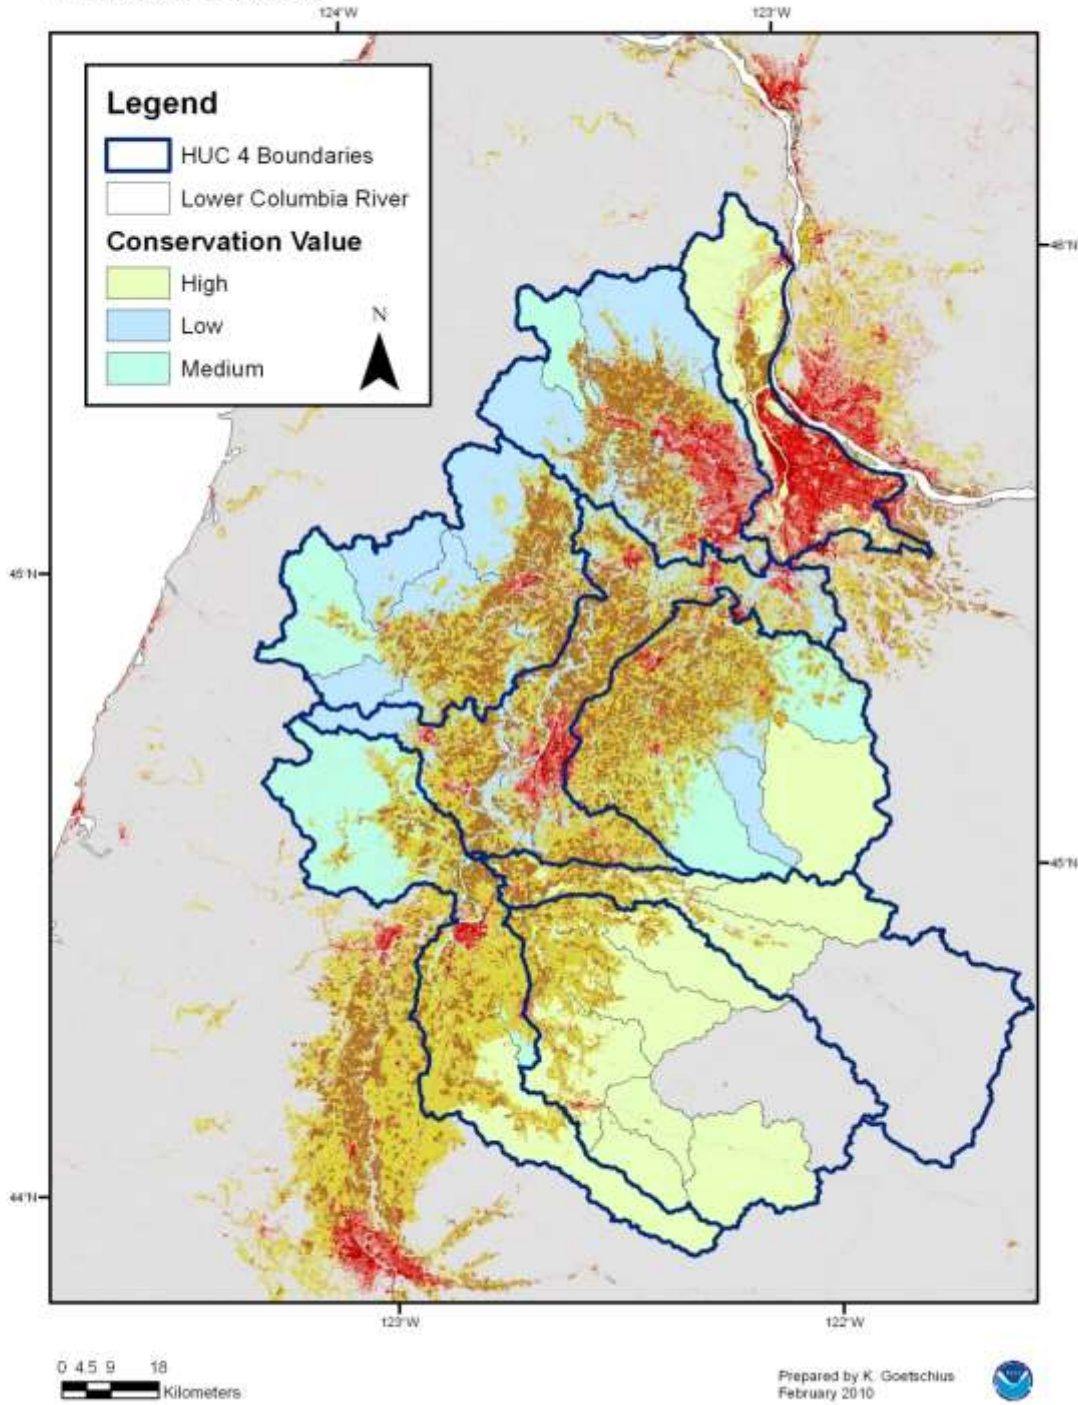 124°W
123°W
Legend
HUC 4 Boundaries
Lower Columbia River
Conservation Value
High
Low
Medium
N
46°N
45°N
45°N
44°N
123°W
122°W
0 4.5 9 18
Kilometers
Prepared by K. Goetschius
February 2010